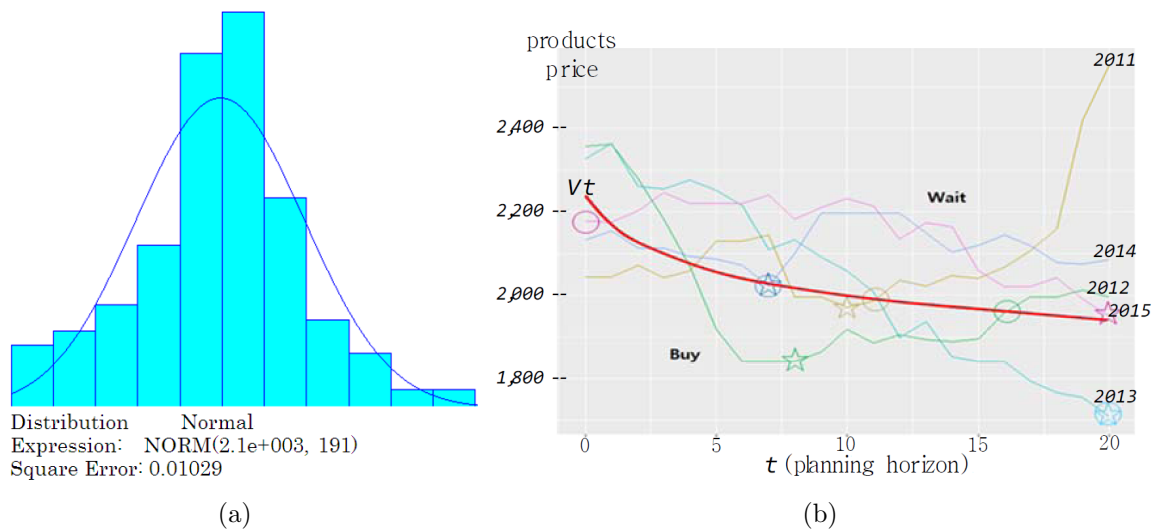 Distribution Normal
Expression: NORM(2.1e+003, 191)
Square Error: 0.01029
(a)
products
price
2,400 --
2,200 --
2,000 --
1,800 --
Vt
Wait
Buy
2011
2014
2012
2015
2013
0 5 10 15 20
t (planning horizon)
(b)